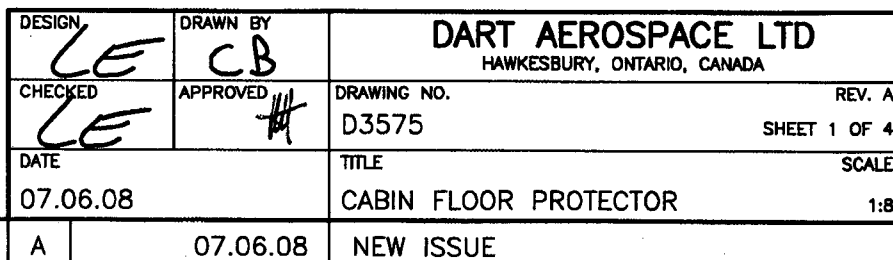 DESIGN
DRAWN BY
DART AEROSPACE LTD
LE
CB
HAWKESBURY, ONTARIO, CANADA
CHECKED
APPROVED
DRAWING NO.
REV. A
LE
D3575
SHEET 1 OF 4
DATE
TITLE
SCALE
07.06.08
CABIN FLOOR PROTECTOR
1:8
A
07.06.08
NEW ISSUE